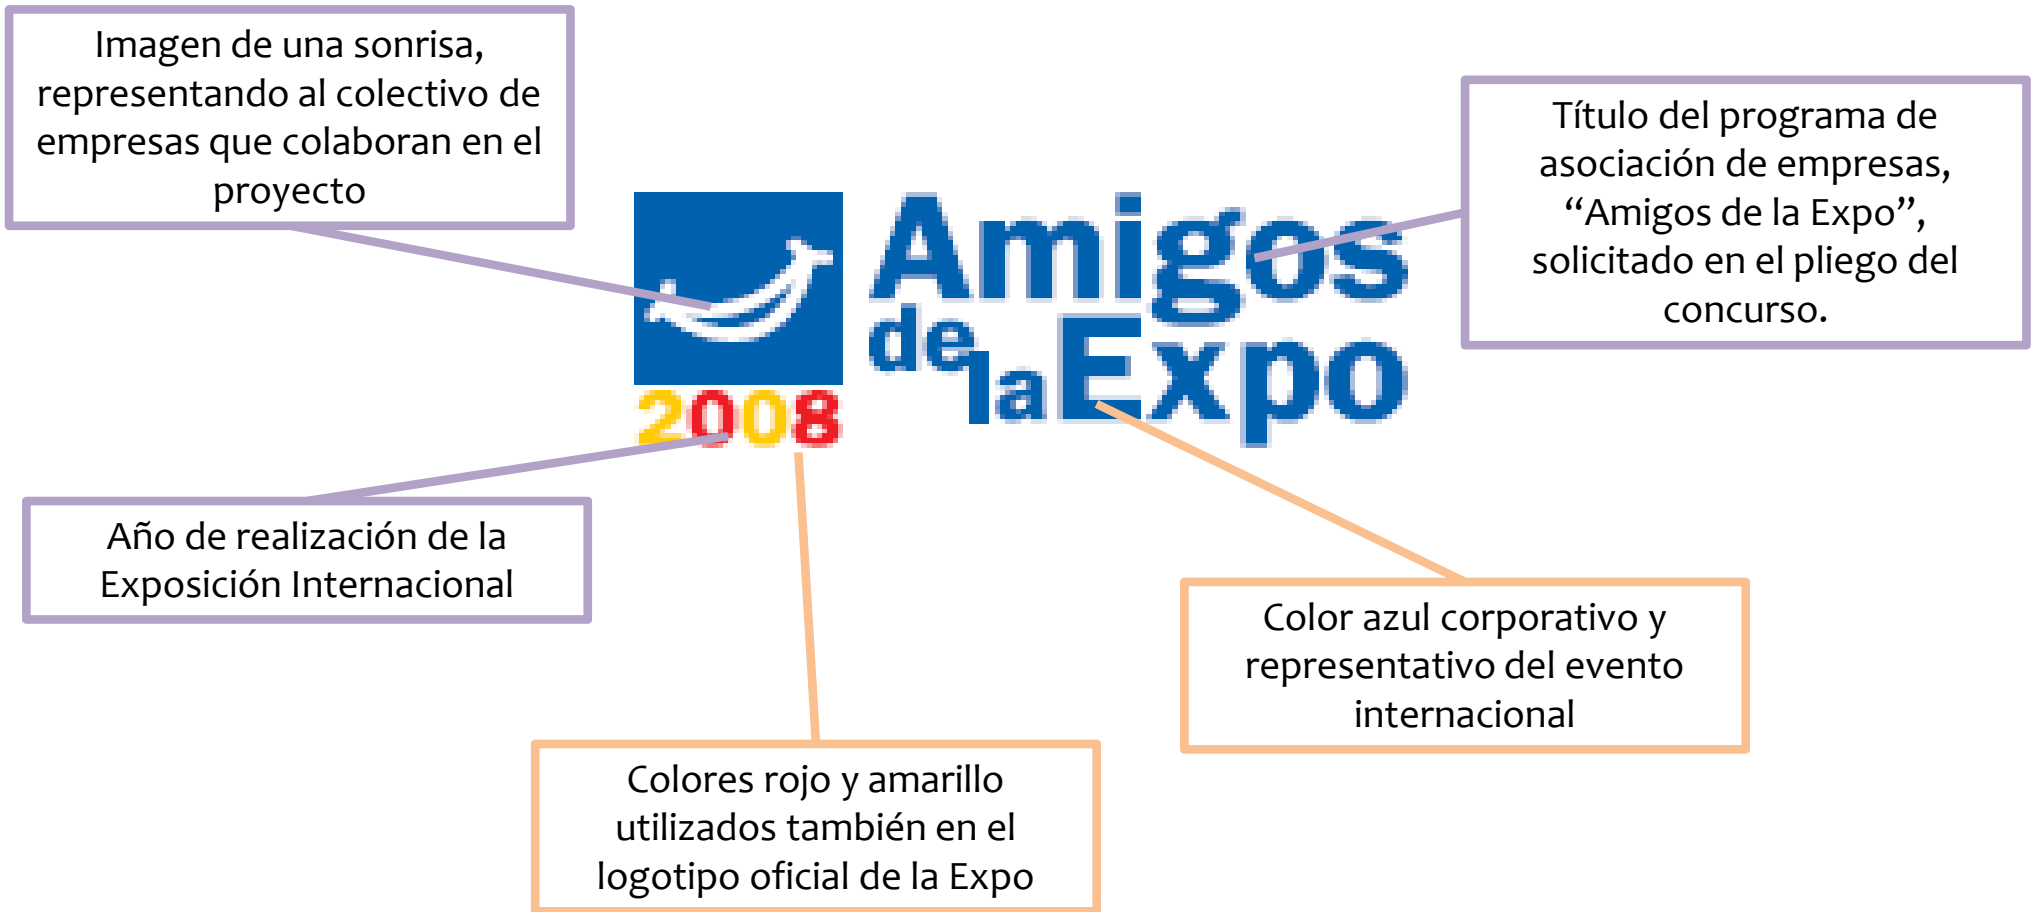 Imagen de una sonrisa,
representando al colectivo de
empresas que colaboran en el
proyecto
Título del programa de
asociación de empresas,
“Amigos de la Expo”,
solicitado en el pliego del
concurso.
Amigos
de la Expo
2008
Año de realización de la
Exposición Internacional
Color azul corporativo y
representativo del evento
internacional
Colores rojo y amarillo
utilizados también en el
logotipo oficial de la Expo